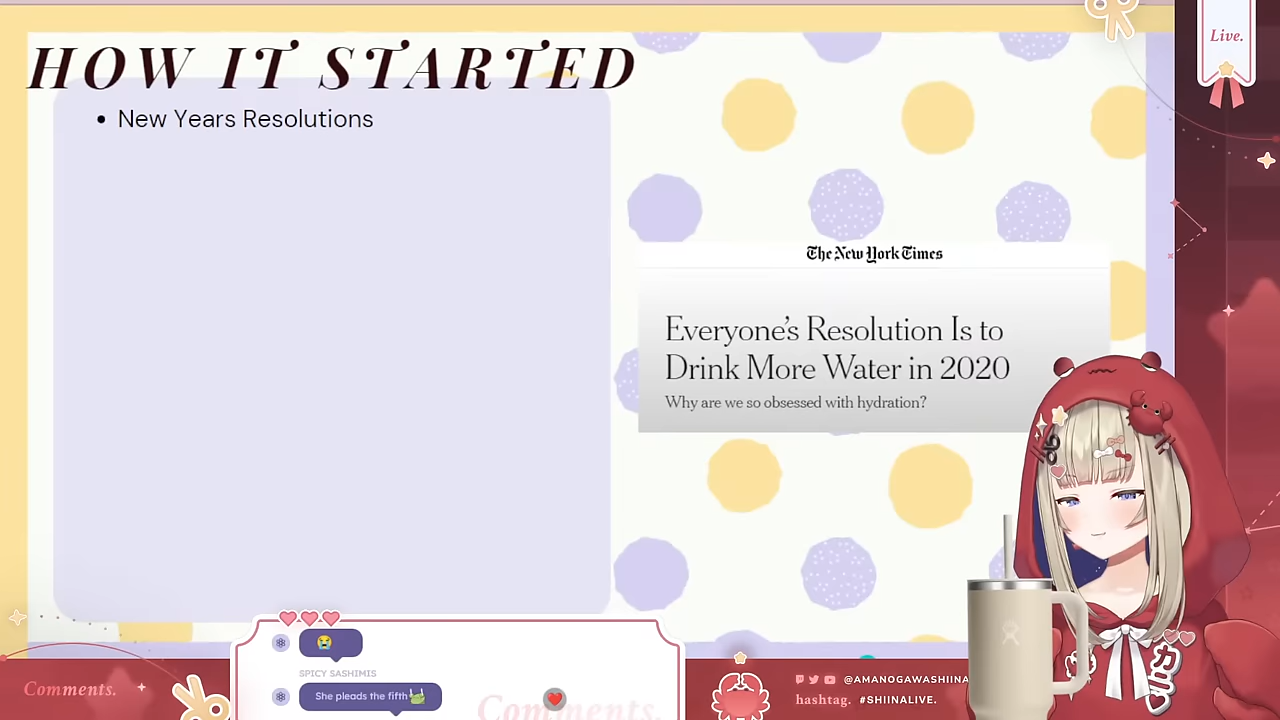 HOW IT STARTED
• New Years Resolutions
Live.
The New York Times
Everyone's Resolution Is to
Drink More Water in 2020
Why are we so obsessed with hydration?
Comments.
SPICY SASHIMIS
She pleads the fifth
Comments.
@AMANOGAWASHIINA
hashtag. #SHIINALIVE.
カニ